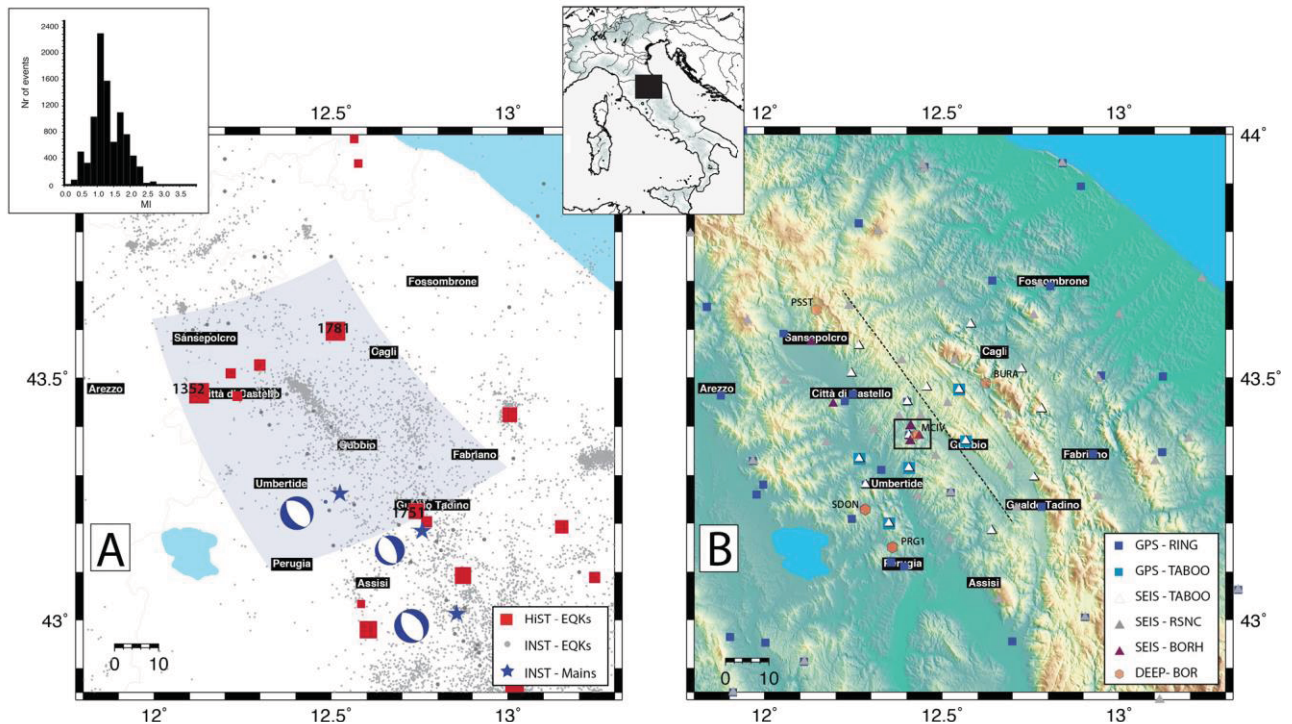 2400
2000
1600
1200
800
400
0
Nr of events
0.0 0.5 1.0 1.5 2.0 2.5 3.0 3.5
Ml
12.5° 13°
Fossombrone
Sansepolcro
1781
Cagli
Arezzo
1352
Città di Castello
43.5°
Gubbio
Fabriano
Umbertide
Gualdo Tadino
1751
A
Perugia
Assisi
43°
0 10
HiST - EQKs
INST - EQKs
INST - Mains
12° 12.5° 13°
12° 12.5° 13°
44°
PSST
Fossombrone
Sansepolcro
Cagli
BURA
Arezzo
Città di Castello
43.5°
MCIV
Gubbio
Fabriano
Umbertide
SDON
Gualdo Tadino
PRG1
B
Perugia
Assisi
43°
0 10
GPS - RING
GPS - TABOO
SEIS - TABOO
SEIS - RSNC
SEIS - BORH
DEEP- BOR
12° 12.5° 13°